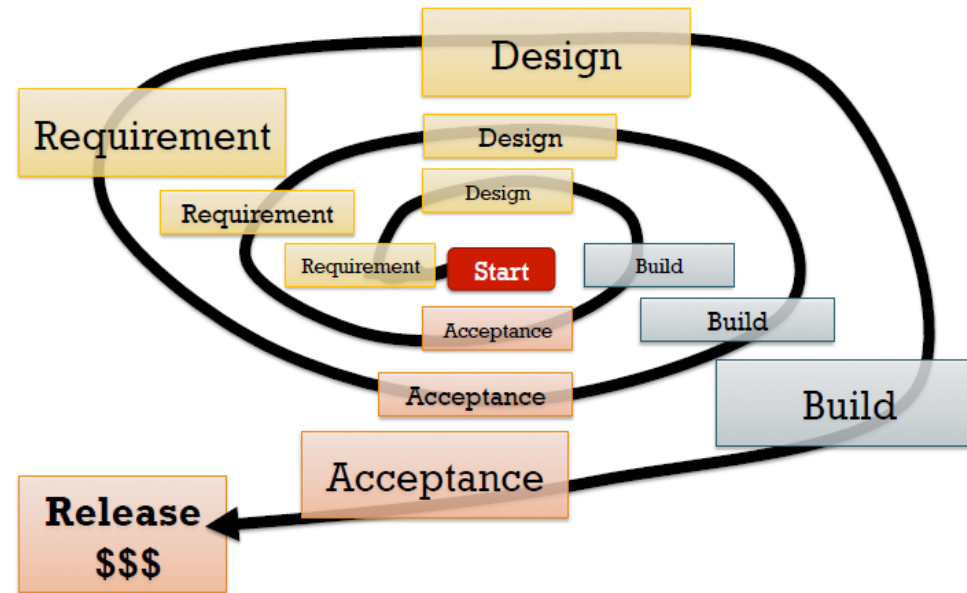 Design
Requirement
Design
Design
Requirement
Requirement
Start
Build
Build
Acceptance
Acceptance
Build
Acceptance
Release
$$$